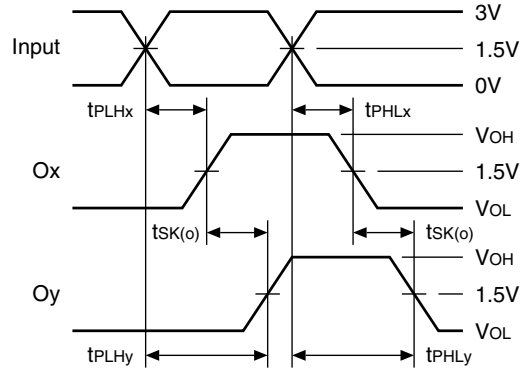 3V
Input
1.5V
0V
tPLHx
tPHLx
VOH
Ox
1.5V
VOL
tSK(o)
tSK(o)
VOH
Oy
1.5V
VOL
tPLHy
tPHLy